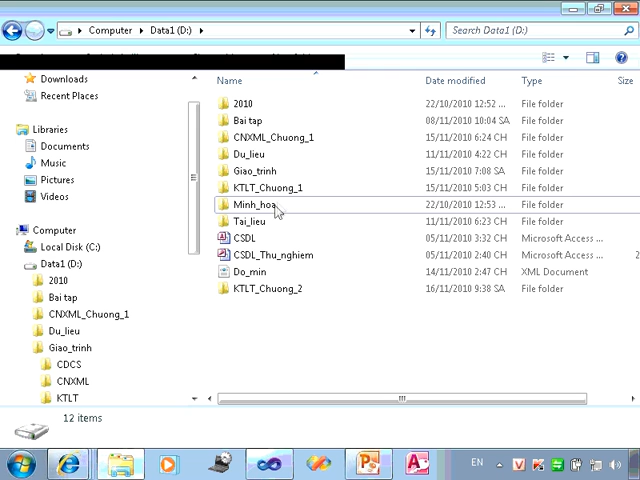 Computer Data1 (D:) Search Data1 (D:)
Name Date modified Type Size
Downloads
Recent Places
Libraries
Documents
Music
Pictures
Videos
Computer
Local Disk (C:)
Data1 (D:)
2010
Bai tap
CNXML_Chuong_1
Du_lieu
Giao_trinh
CDCS
CNXML
KTLT
2010 22/10/2010 12:52 ... File folder
Bai tap 08/11/2010 10:04 SA File folder
CNXML_Chuong_1 15/11/2010 6:24 CH File folder
Du_lieu 11/11/2010 4:22 CH File folder
Giao_trinh 15/11/2010 7:08 SA File folder
KTLT_Chuong_1 15/11/2010 5:03 CH File folder
Minh_hoa 22/10/2010 12:53 ... File folder
Tai_lieu 11/11/2010 6:23 CH File folder
CSDL 05/11/2010 3:32 CH Microsoft Access ...
CSDL_Thu_nghiem 05/11/2010 2:40 CH Microsoft Access ... 2
Do_min 14/11/2010 2:47 CH XML Document
KTLT_Chuong_2 16/11/2010 9:38 SA File folder
12 items
EN